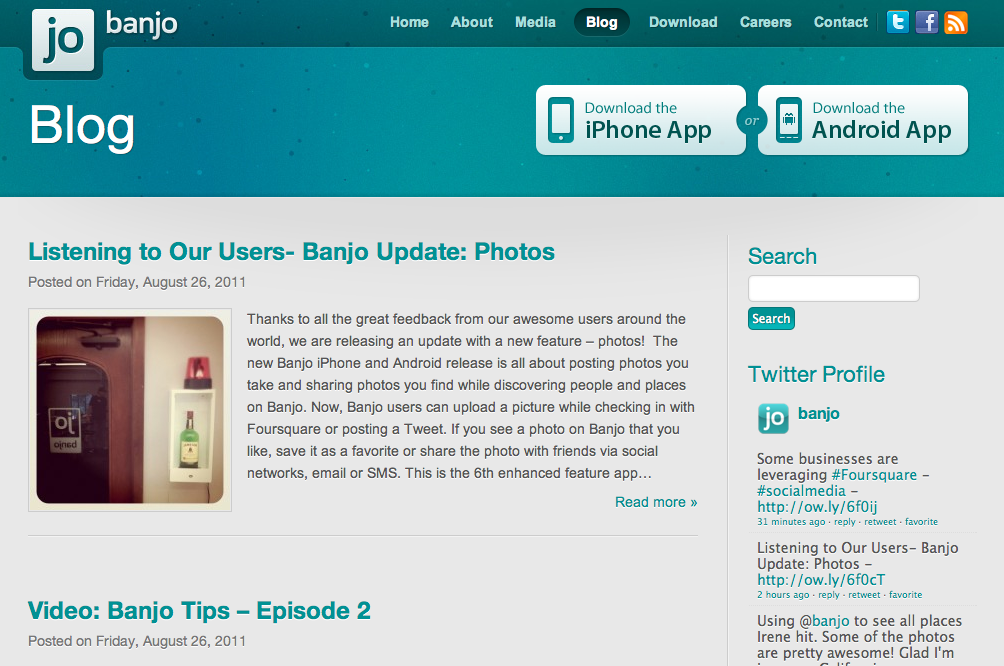 jo
banjo
Home
About
Media
Blog
Download
Careers
Contact
Blog
Download the
iPhone App
or
Download the
Android App
Listening to Our Users- Banjo Update: Photos
Posted on Friday, August 26, 2011
jo
banjo
Thanks to all the great feedback from our awesome users around the
world, we are releasing an update with a new feature – photos!  The
new Banjo iPhone and Android release is all about posting photos you
take and sharing photos you find while discovering people and places
on Banjo. Now, Banjo users can upload a picture while checking in with
Foursquare or posting a Tweet. If you see a photo on Banjo that you
like, save it as a favorite or share the photo with friends via social
networks, email or SMS. This is the 6th enhanced feature app…
Read more »
Video: Banjo Tips – Episode 2
Posted on Friday, August 26, 2011
Search
Search
Twitter Profile
jo
banjo
Some businesses are
leveraging #Foursquare –
#socialmedia –
http://ow.ly/6f0ij
31 minutes ago · reply · retweet · favorite
Listening to Our Users– Banjo
Update: Photos –
http://ow.ly/6f0cT
2 hours ago · reply · retweet · favorite
Using @banjo to see all places
Irene hit. Some of the photos
are pretty awesome! Glad I'm